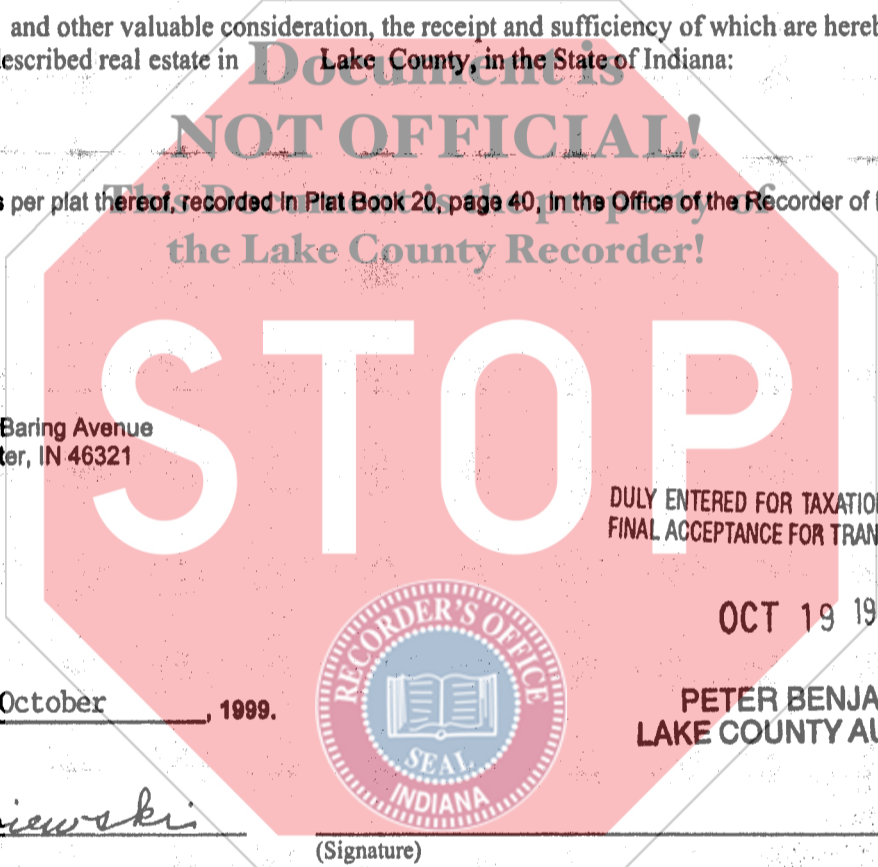 and other valuable consideration, the receipt and sufficiency of which are
escribed real estate in Lake County, in the State of Indiana:
Document is
NOT OFFICIAL!
per plat thereof, recorded in Plat Book 20, page 40, in the Office of the Recorder of
This Document is the property of
the Lake County Recorder!
STOP
Baring Avenue
ter, IN 46321
DULY ENTERED FOR TAXATIO
FINAL ACCEPTANCE FOR TRAN
OCT 19 19
RECORDER'S OFFICE
SEAL
INDIANA
October , 1999.
PETER BENJA
LAKE COUNTY AU
iewski
(Signature)